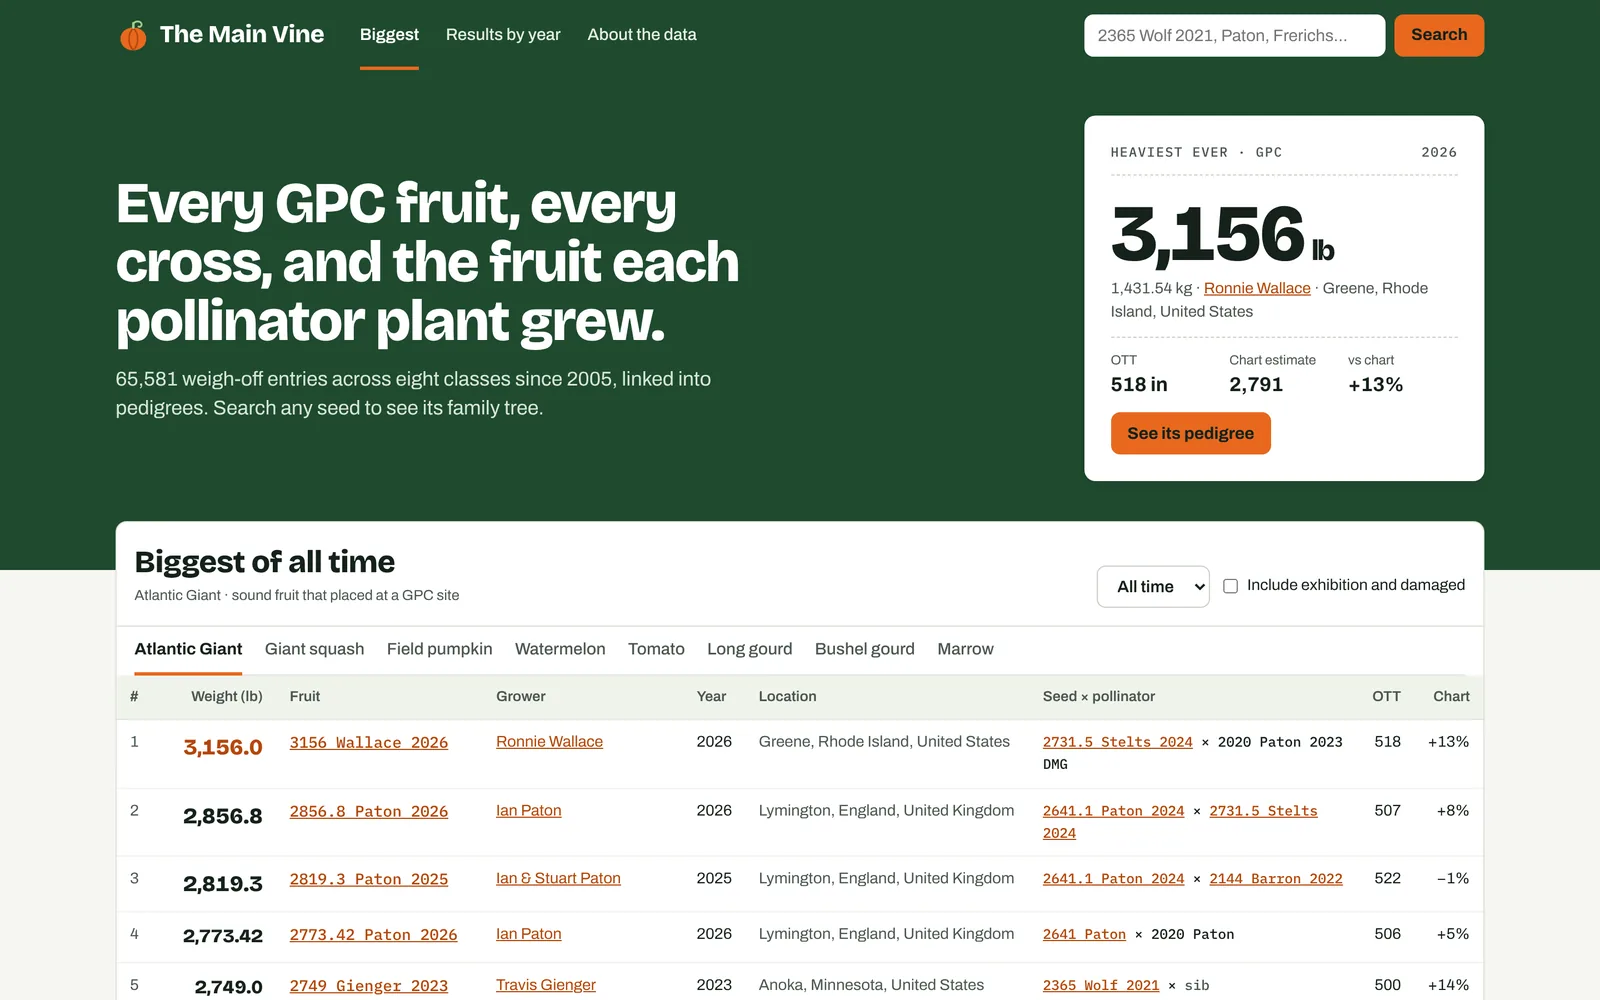 The Main Vine
Biggest
Results by year
About the data
2365 Wolf 2021, Paton, Frerichs...
Search
Every GPC fruit, every
cross, and the fruit each
pollinator plant grew.
65,581 weigh-off entries across eight classes since 2005, linked into
pedigrees. Search any seed to see its family tree.
HEAVIEST EVER · GPC 2026
3,156 lb
1,431.54 kg · Ronnie Wallace · Greene, Rhode
Island, United States
OTT Chart estimate vs chart
518 in 2,791 +13%
See its pedigree
Biggest of all time
Atlantic Giant · sound fruit that placed at a GPC site
All time
Include exhibition and damaged
Atlantic Giant Giant squash Field pumpkin Watermelon Tomato Long gourd Bushel gourd Marrow
# Weight (lb) Fruit Grower Year Location Seed × pollinator OTT Chart
1 3,156.0 3156 Wallace 2026 Ronnie Wallace 2026 Greene, Rhode Island, United States 2731.5 Stelts 2024 × 2020 Paton 2023 518 +13%
DMG
2 2,856.8 2856.8 Paton 2026 Ian Paton 2026 Lymington, England, United Kingdom 2641.1 Paton 2024 × 2731.5 Stelts 507 +8%
2024
3 2,819.3 2819.3 Paton 2025 Ian & Stuart Paton 2025 Lymington, England, United Kingdom 2641.1 Paton 2024 × 2144 Barron 2022 522 −1%
4 2,773.42 2773.42 Paton 2026 Ian Paton 2026 Lymington, England, United Kingdom 2641 Paton × 2020 Paton 506 +5%
5 2,749.0 2749 Gienger 2023 Travis Gienger 2023 Anoka, Minnesota, United States 2365 Wolf 2021 × sib 500 +14%